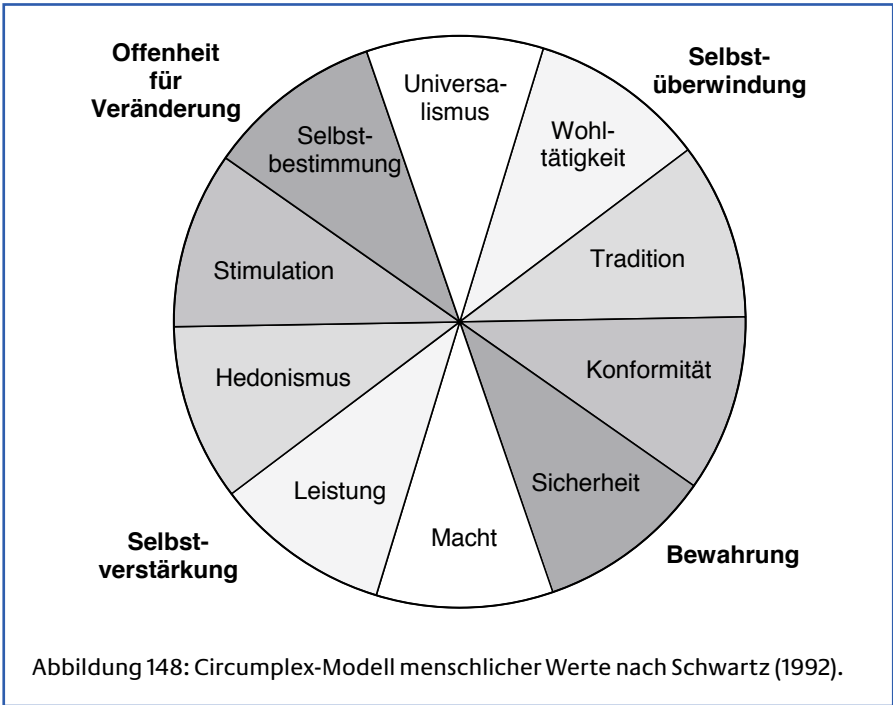 Offenheit
für
Veränderung
Selbst-
überwindung
Universa-
lismus
Wohl-
tätigkeit
Selbst-
bestimmung
Tradition
Stimulation
Konformität
Hedonismus
Sicherheit
Leistung
Macht
Selbst-
verstärkung
Bewahrung
Abbildung 148: Circumplex-Modell menschlicher Werte nach Schwartz (1992).